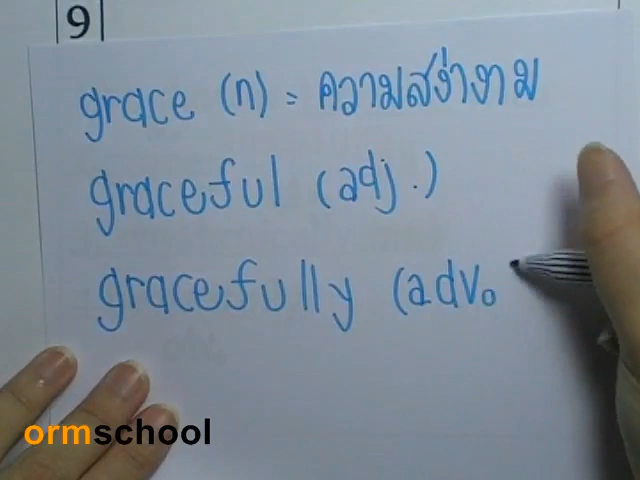 9
grace (n) = ความสง่างาม
graceful (adj.)
gracefully (adv.
ormschool